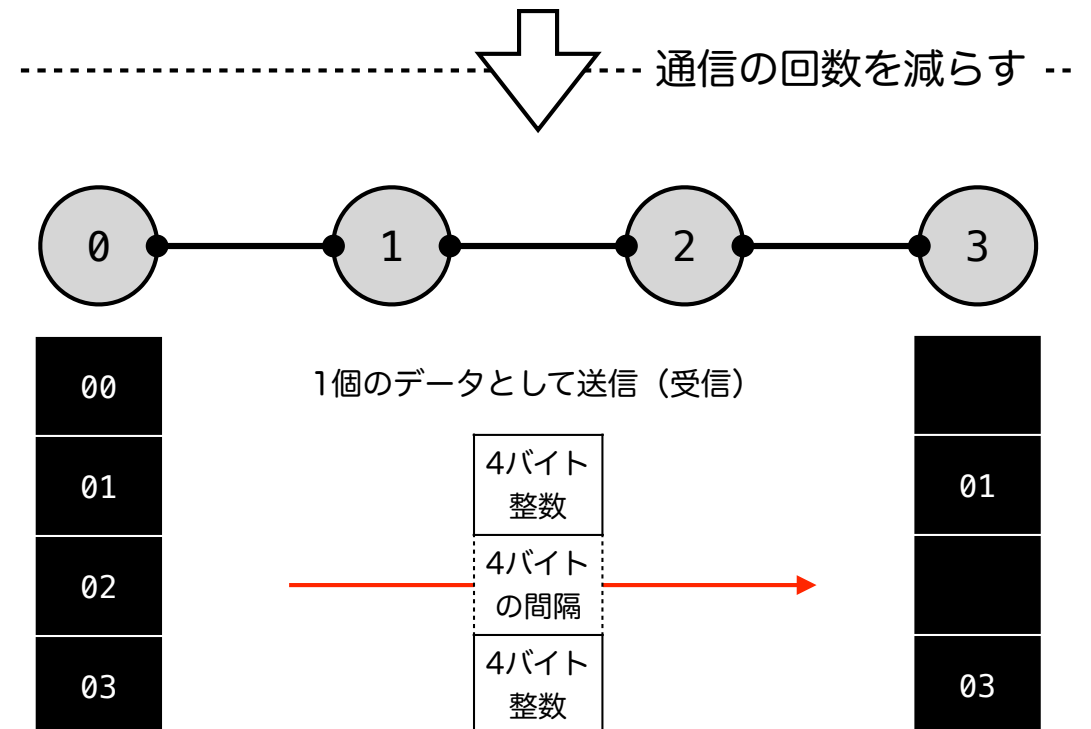 通信の回数を減らす
0
1
2
3
00
1個のデータとして送信（受信）
4バイト
整数
01
01
4バイト
の間隔
02
4バイト
整数
03
03